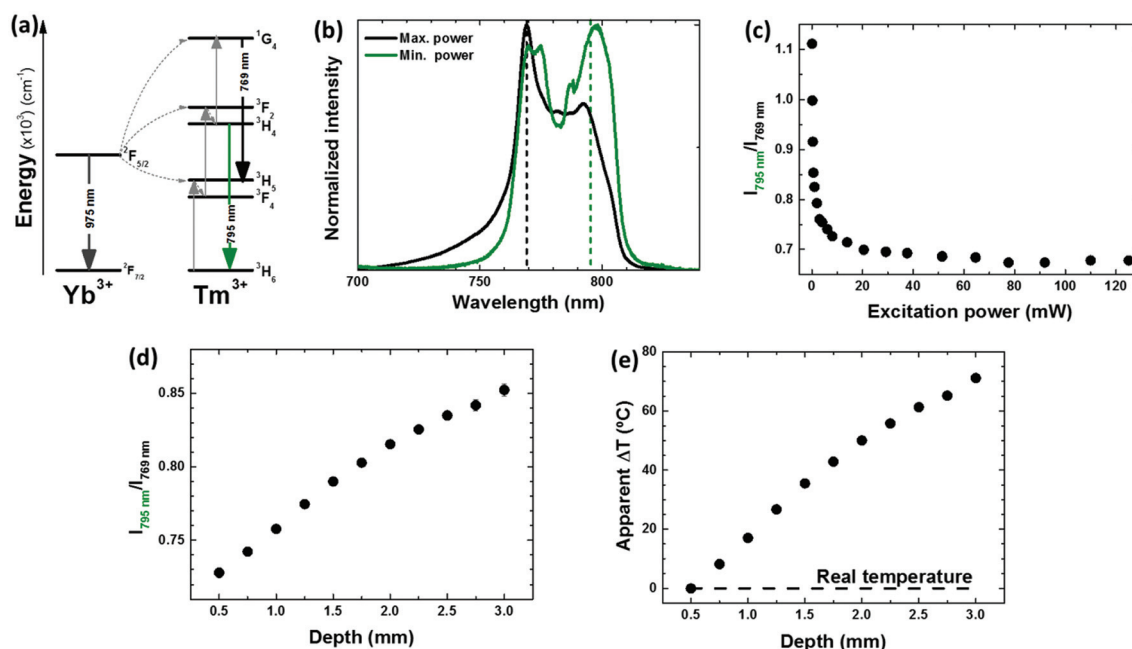 (a)
Energy (x10³) (cm⁻¹)
¹G₄
769 nm
³F₂
³H₄
²F₅/₂
³H₅
³F₄
975 nm
795 nm
²F₇/₂
³H₆
Yb³⁺
Tm³⁺
(b)
Max. power
Min. power
Normalized intensity
700
750
800
Wavelength (nm)
(c)
1.1
1.0
0.9
0.8
0.7
I₇₉₅ ₙₘ/I₇₆₉ ₙₘ
0 20 40 60 80 100 120
Excitation power (mW)
(d)
0.85
0.80
0.75
I₇₉₅ ₙₘ/I₇₆₉ ₙₘ
0.5 1.0 1.5 2.0 2.5 3.0
Depth (mm)
(e)
80
60
40
20
0
Apparent ΔT (ºC)
Real temperature
0.5 1.0 1.5 2.0 2.5 3.0
Depth (mm)